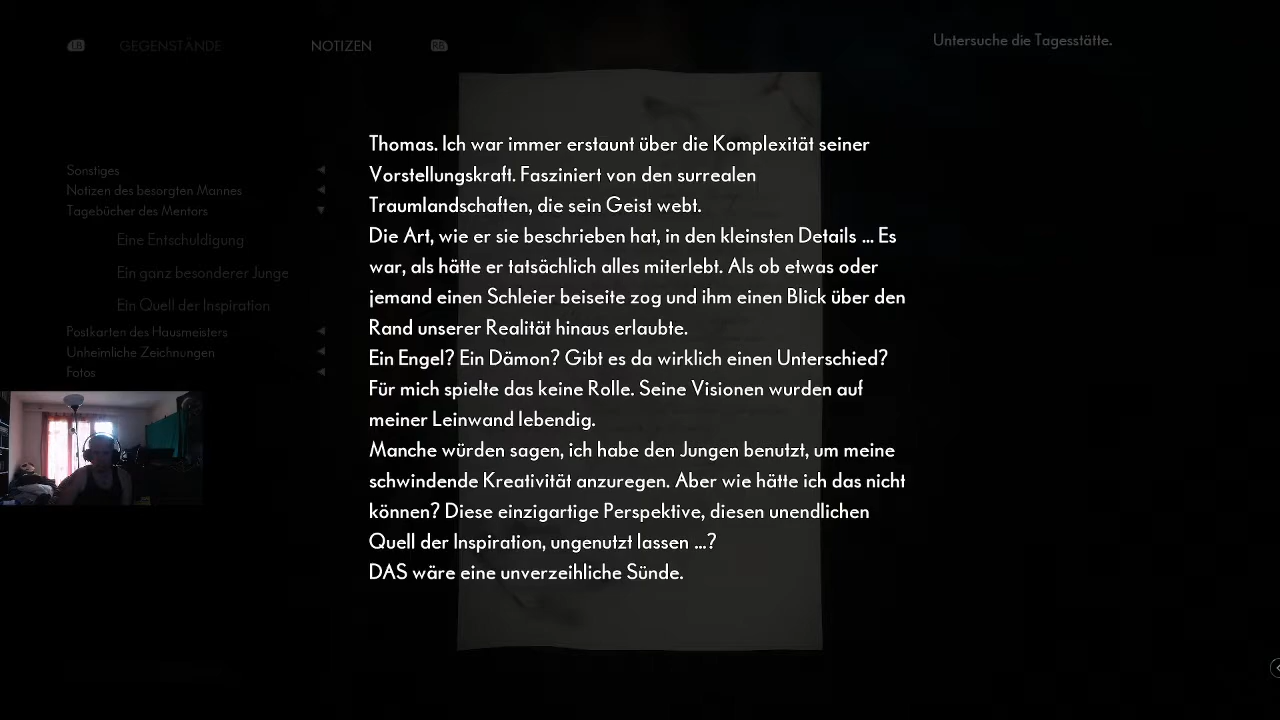 LB GEGENSTÄNDE NOTIZEN RB
Untersuche die Tagesstätte.
Sonstiges
Notizen des besorgten Mannes
Tagebücher des Mentors
Eine Entschuldigung
Ein ganz besonderer Junge
Ein Quell der Inspiration
Postkarten des Hausmeisters
Unheimliche Zeichnungen
Fotos
Thomas. Ich war immer erstaunt über die Komplexität seiner
Vorstellungskraft. Fasziniert von den surrealen
Traumlandschaften, die sein Geist webt.
Die Art, wie er sie beschrieben hat, in den kleinsten Details ... Es
war, als hätte er tatsächlich alles miterlebt. Als ob etwas oder
jemand einen Schleier beiseite zog und ihm einen Blick über den
Rand unserer Realität hinaus erlaubte.
Ein Engel? Ein Dämon? Gibt es da wirklich einen Unterschied?
Für mich spielte das keine Rolle. Seine Visionen wurden auf
meiner Leinwand lebendig.
Manche würden sagen, ich habe den Jungen benutzt, um meine
schwindende Kreativität anzuregen. Aber wie hätte ich das nicht
können? Diese einzigartige Perspektive, diesen unendlichen
Quell der Inspiration, ungenutzt lassen ...?
DAS wäre eine unverzeihliche Sünde.